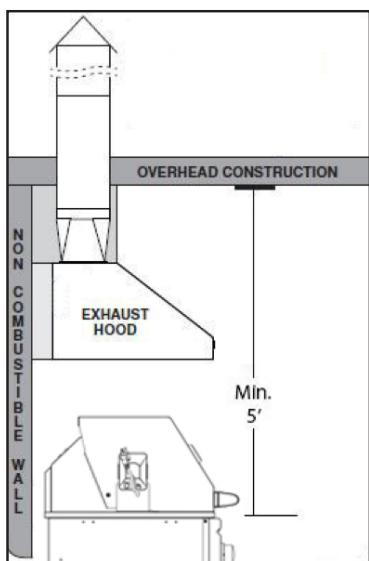 OVERHEAD CONSTRUCTION
NON COMBUSTIBLE WALL
EXHAUST
HOOD
Min.
5'